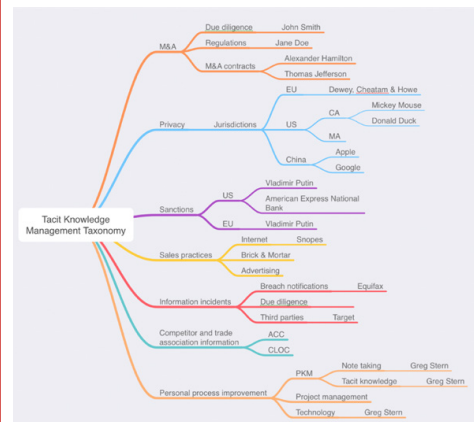 Due diligence John Smith
Regulations Jane Doe
M&A
Alexander Hamilton
M&A contracts
Thomas Jefferson
EU Dewey, Cheatam & Howe
Mickey Mouse
CA
Donald Duck
Privacy Jurisdictions US
MA
Apple
China
Google
Vladimir Putin
US
American Express National
Bank
Sanctions
EU Vladimir Putin
Tacit Knowledge
Management Taxonomy
Internet Snopes
Sales practices Brick & Mortar
Advertising
Breach notifications Equifax
Information incidents Due diligence
Third parties Target
Competitor and trade
association information
ACC
CLOC
Note taking Greg Stern
PKM
Tacit knowledge Greg Stern
Personal process improvement Project management
Technology Greg Stern